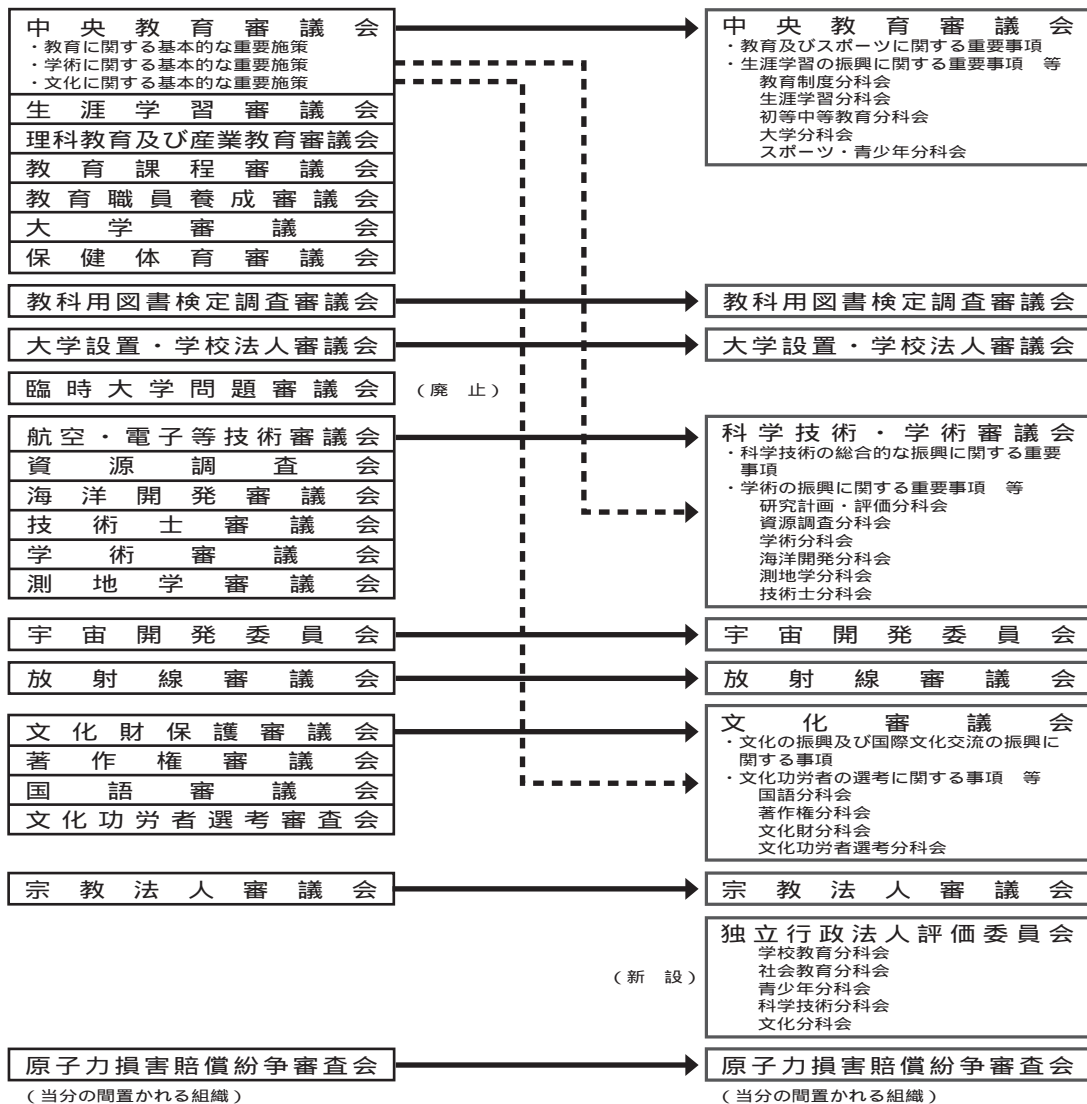 中央教育審議会
・教育に関する基本的な重要施策
・学術に関する基本的な重要施策
・文化に関する基本的な重要施策
生涯学習審議会
理科教育及び産業教育審議会
教育課程審議会
教育職員養成審議会
大学審議会
保健体育審議会
中央教育審議会
・教育及びスポーツに関する重要事項
・生涯学習の振興に関する重要事項 等
教育制度分科会
生涯学習分科会
初等中等教育分科会
大学分科会
スポーツ・青少年分科会
教科用図書検定調査審議会
教科用図書検定調査審議会
大学設置・学校法人審議会
大学設置・学校法人審議会
臨時大学問題審議会
(廃 止)
航空・電子等技術審議会
資源調査会
海洋開発審議会
技術士審議会
学術審議会
測地学審議会
科学技術・学術審議会
・科学技術の総合的な振興に関する重要
事項
・学術の振興に関する重要事項 等
研究計画・評価分科会
資源調査分科会
学術分科会
海洋開発分科会
測地学分科会
技術士分科会
宇宙開発委員会
宇宙開発委員会
放射線審議会
放射線審議会
文化財保護審議会
著作権審議会
国語審議会
文化功労者選考審査会
文化審議会
・文化の振興及び国際文化交流の振興に
関する事項
・文化功労者の選考に関する事項 等
国語分科会
著作権分科会
文化財分科会
文化功労者選考分科会
宗教法人審議会
宗教法人審議会
(新 設)
独立行政法人評価委員会
学校教育分科会
社会教育分科会
青少年分科会
科学技術分科会
文化分科会
原子力損害賠償紛争審査会
(当分の間置かれる組織)
原子力損害賠償紛争審査会
(当分の間置かれる組織)